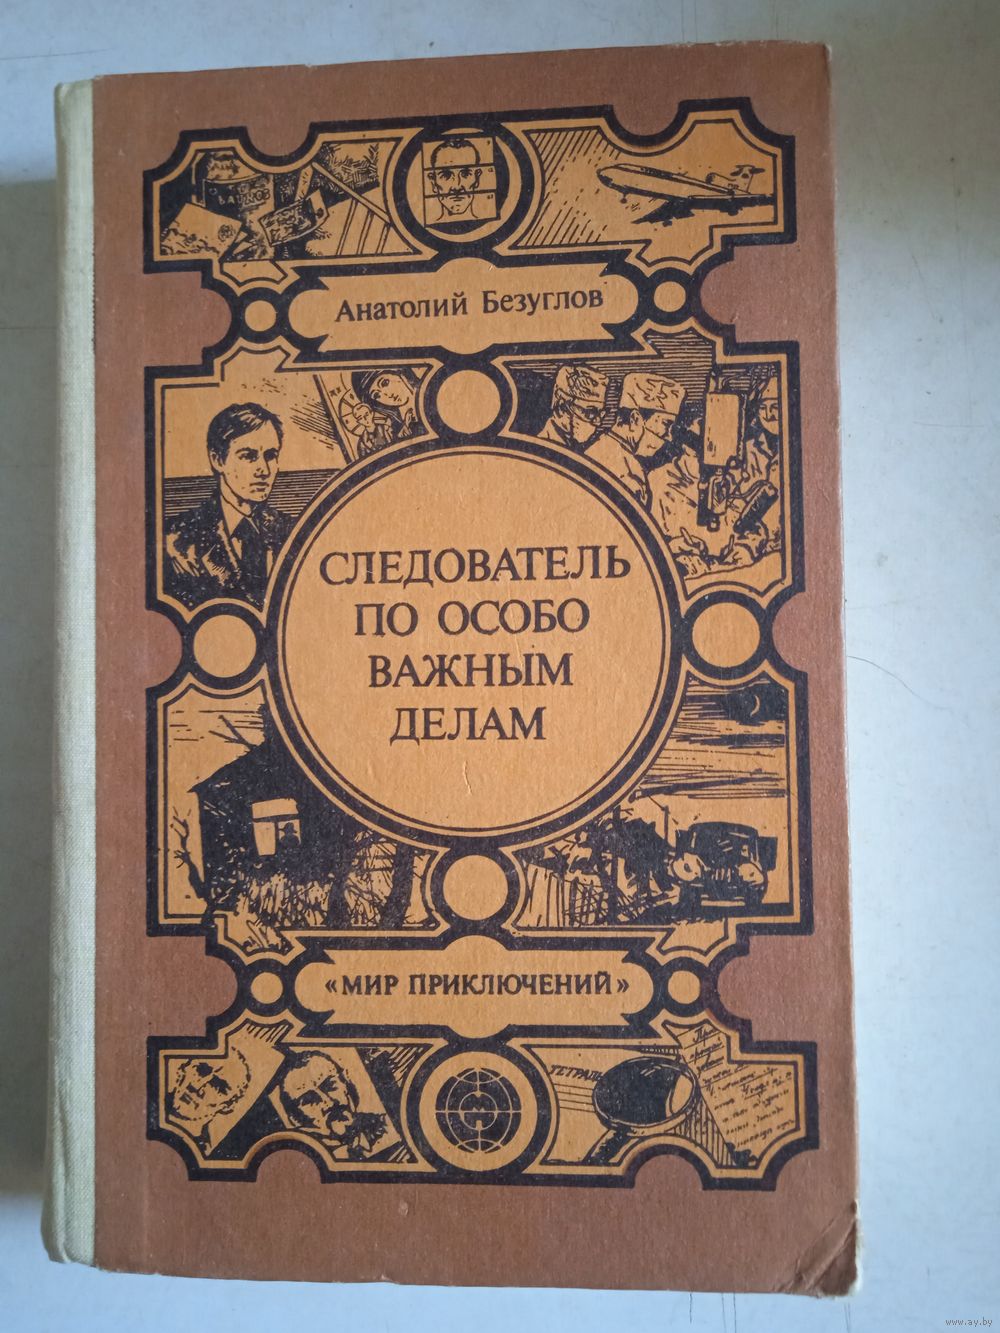 Анатолий Безуглов
СЛЕДОВАТЕЛЬ
ПО ОСОБО
ВАЖНЫМ
ДЕЛАМ
«МИР ПРИКЛЮЧЕНИЙ»
ТЕТРАДЬ
www.ay.by